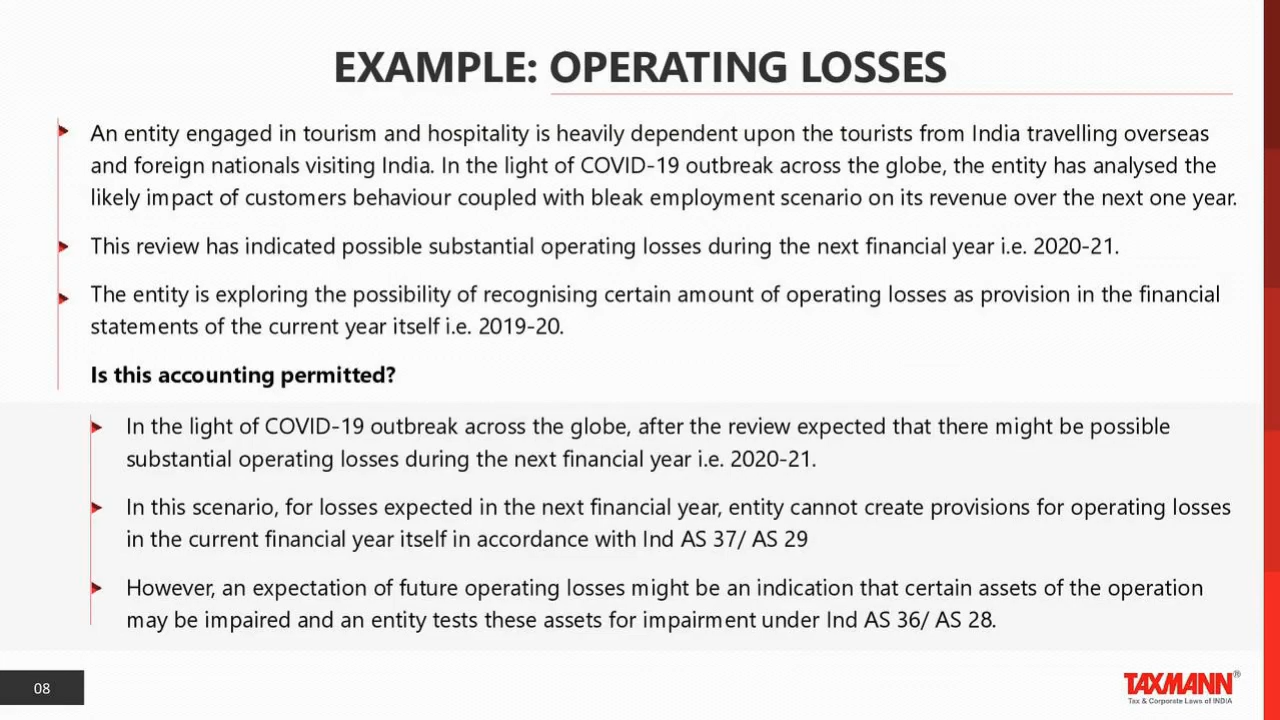 EXAMPLE: OPERATING LOSSES
An entity engaged in tourism and hospitality is heavily dependent upon the tourists from India travelling overseas
and foreign nationals visiting India. In the light of COVID-19 outbreak across the globe, the entity has analysed the
likely impact of customers behaviour coupled with bleak employment scenario on its revenue over the next one year.
This review has indicated possible substantial operating losses during the next financial year i.e. 2020-21.
The entity is exploring the possibility of recognising certain amount of operating losses as provision in the financial
statements of the current year itself i.e. 2019-20.
Is this accounting permitted?
In the light of COVID-19 outbreak across the globe, after the review expected that there might be possible
substantial operating losses during the next financial year i.e. 2020-21.
In this scenario, for losses expected in the next financial year, entity cannot create provisions for operating losses
in the current financial year itself in accordance with Ind AS 37/ AS 29
However, an expectation of future operating losses might be an indication that certain assets of the operation
may be impaired and an entity tests these assets for impairment under Ind AS 36/ AS 28.
08
TAXMANN®
Tax & Corporate Laws of INDIA